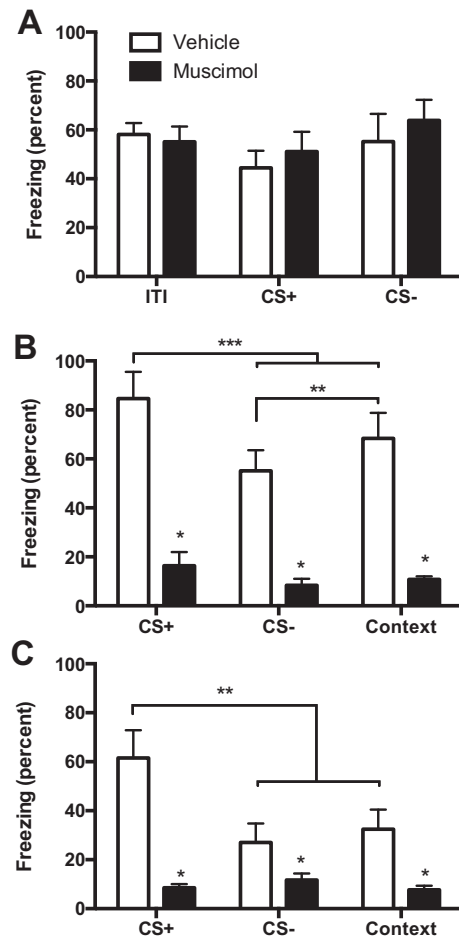 A
Freezing (percent)
100
80
60
40
20
0
Vehicle
Muscimol
ITI
CS+
CS-
B
Freezing (percent)
100
80
60
40
20
0
***
**
*
*
*
CS+
CS-
Context
C
Freezing (percent)
100
80
60
40
20
0
**
*
*
*
CS+
CS-
Context